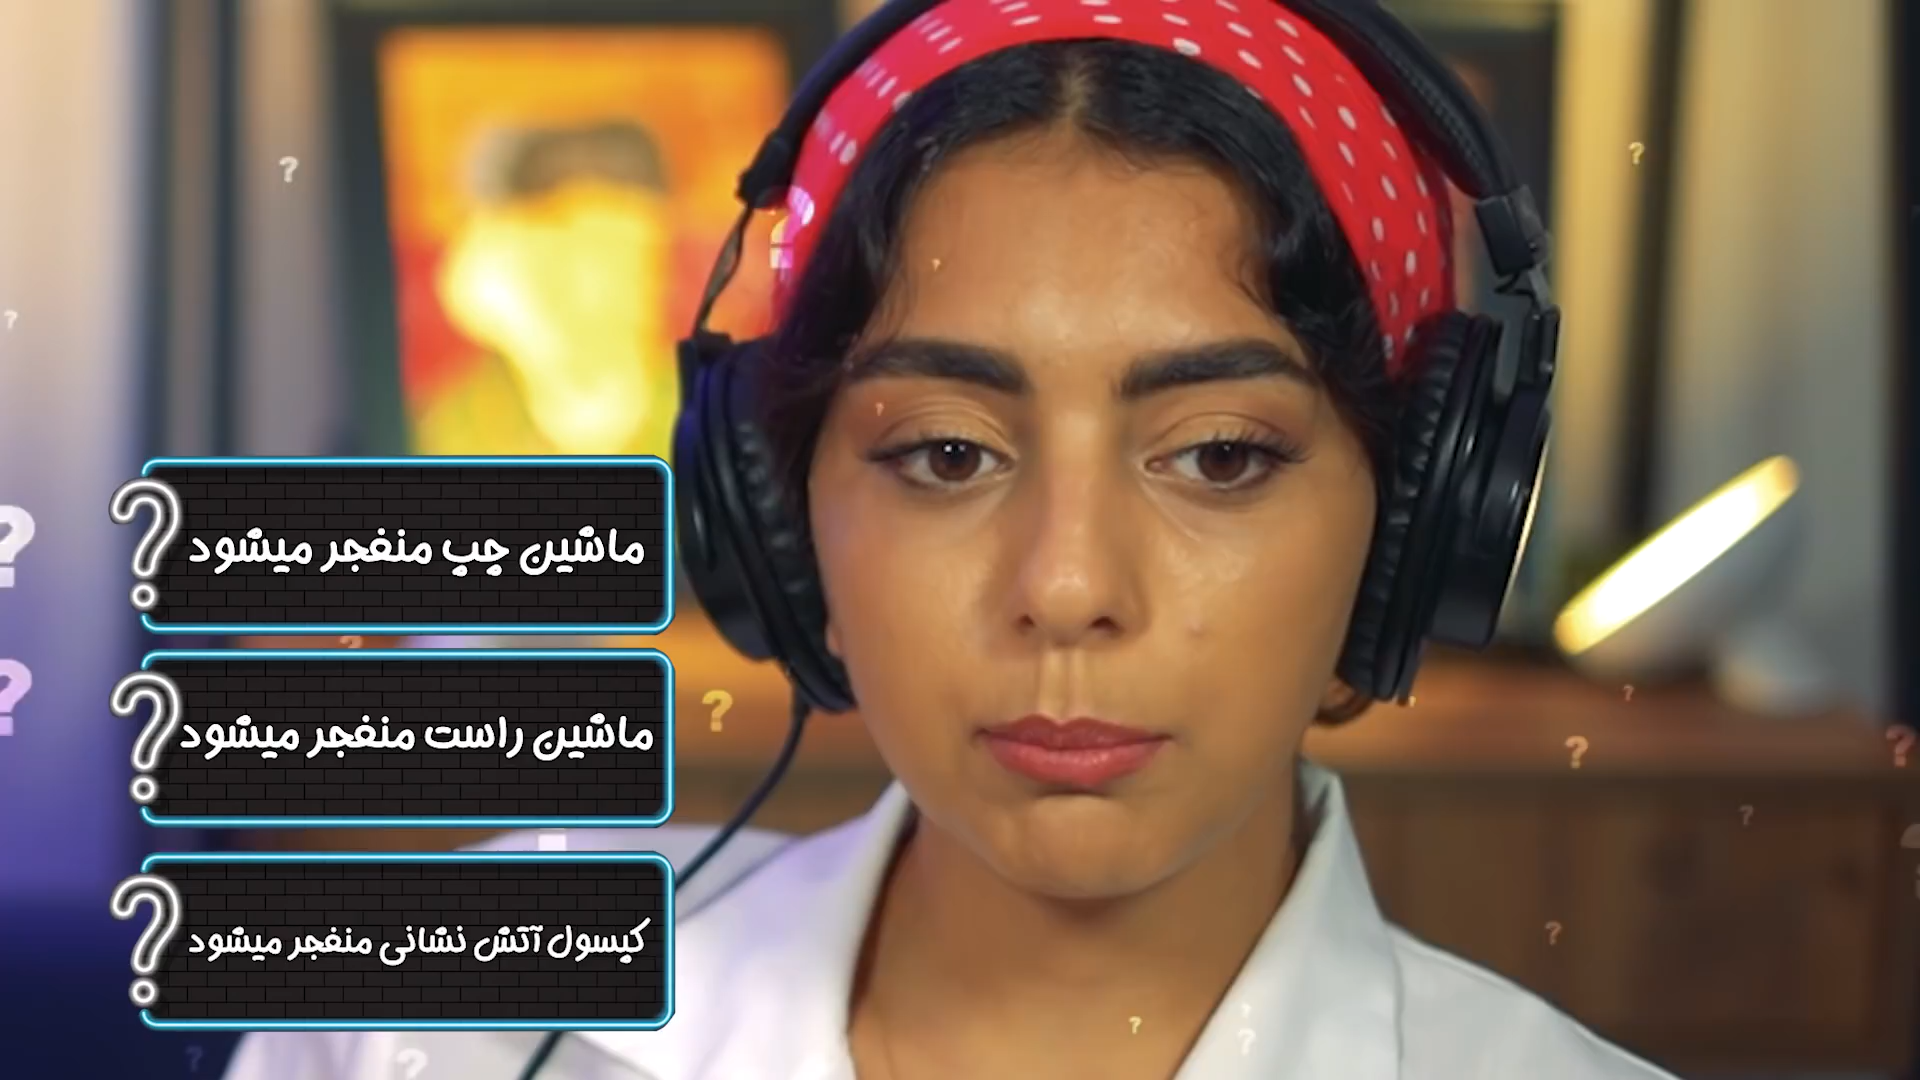 ماشین چپ منفجر میشود
ماشین راست منفجر میشود
کپسول آتش نشانی منفجر میشود